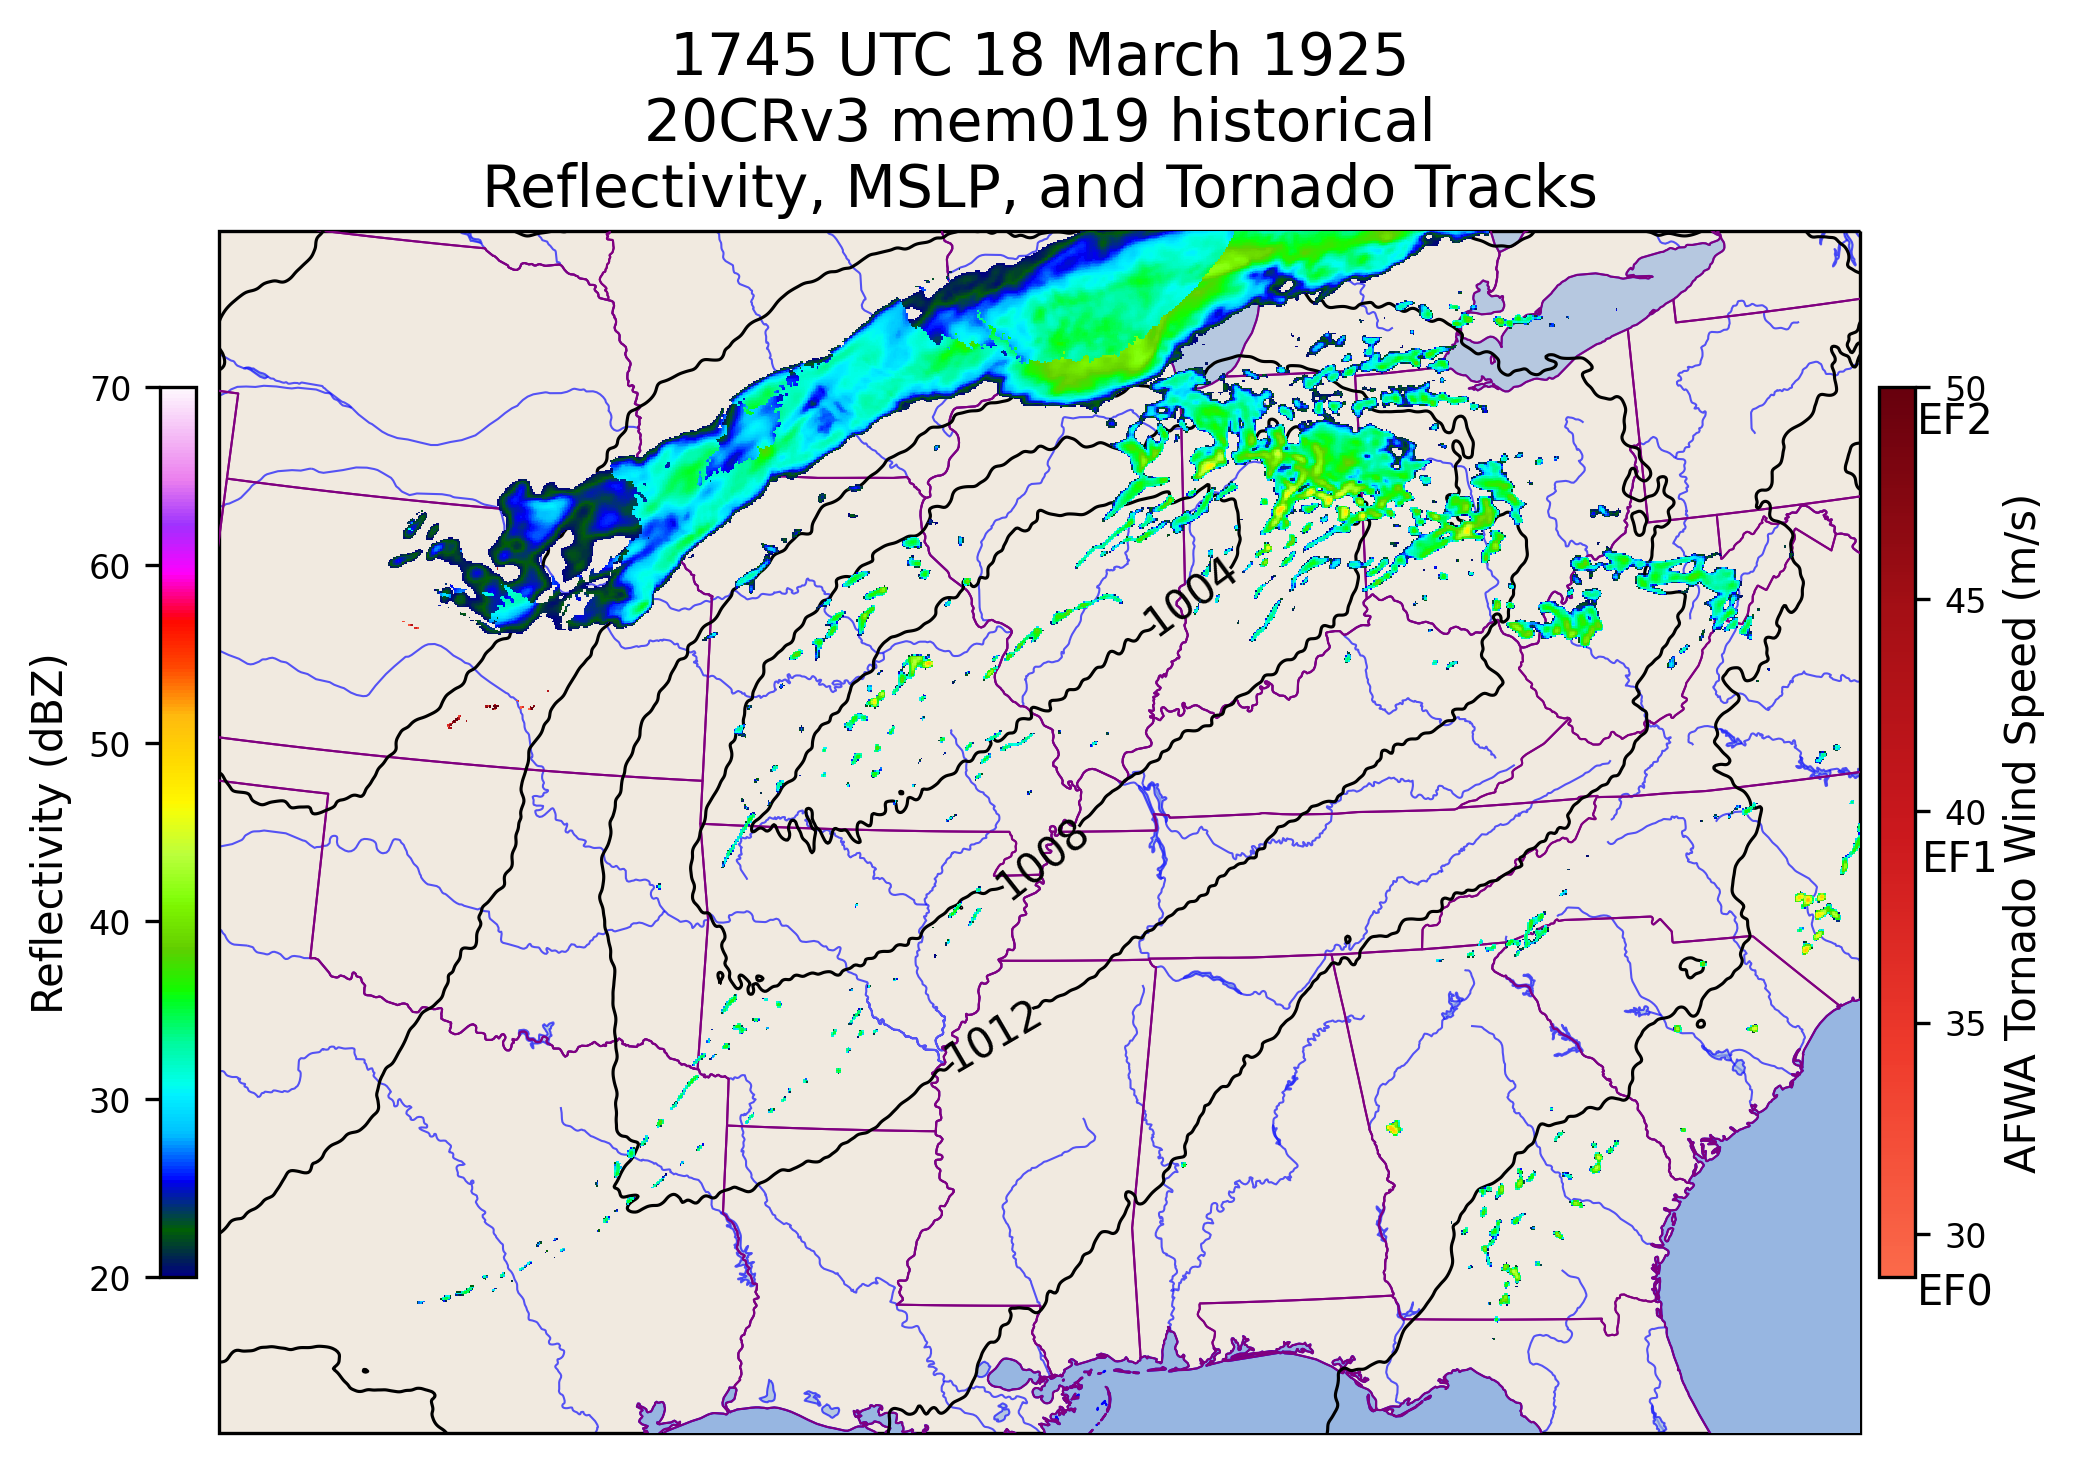 1745 UTC 18 March 1925
20CRv3 mem019 historical
Reflectivity, MSLP, and Tornado Tracks
Reflectivity (dBZ)
70
60
50
40
30
20
1004
1008
1012
50
EF2
45
40
EF1
35
30
EF0
AFWA Tornado Wind Speed (m/s)